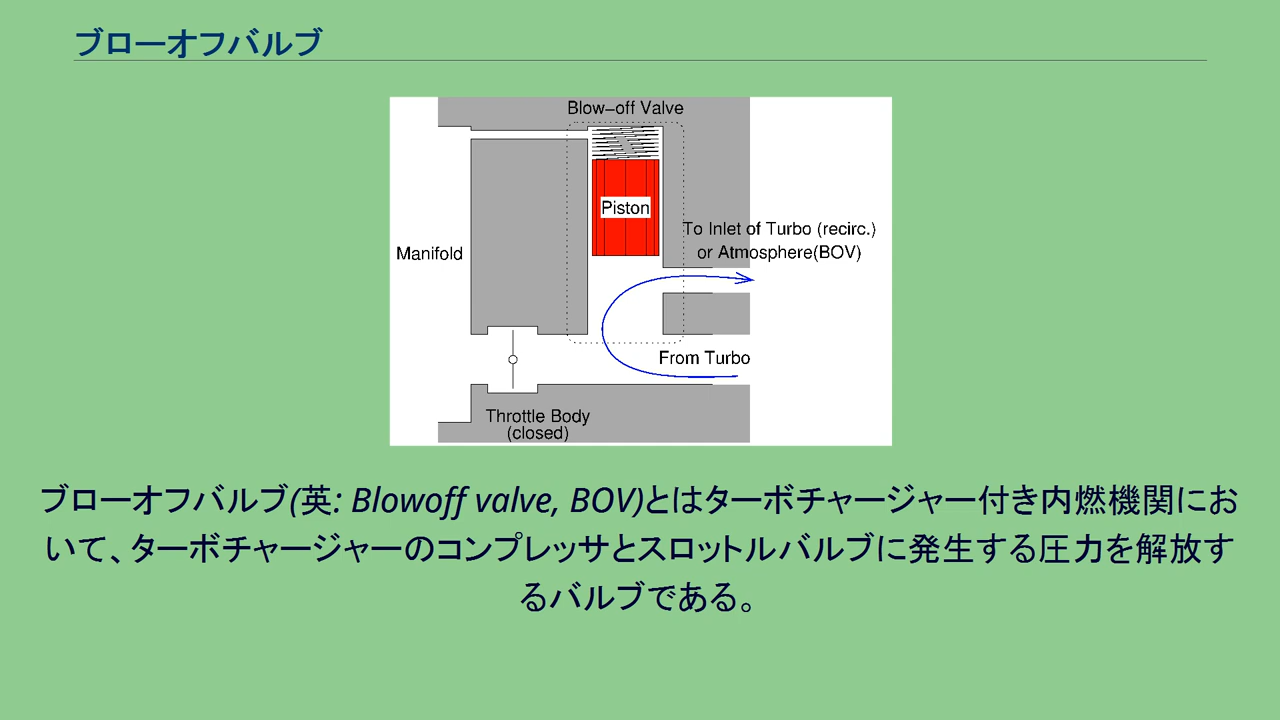 ブローオフバルブ
Blow-off Valve
Piston
To Inlet of Turbo (recirc.)
or Atmosphere(BOV)
Manifold
From Turbo
Throttle Body
(closed)
ブローオフバルブ(英: Blowoff valve, BOV)とはターボチャージャー付き内燃機関にお
いて、ターボチャージャーのコンプレッサとスロットルバルブに発生する圧力を解放す
るバルブである。